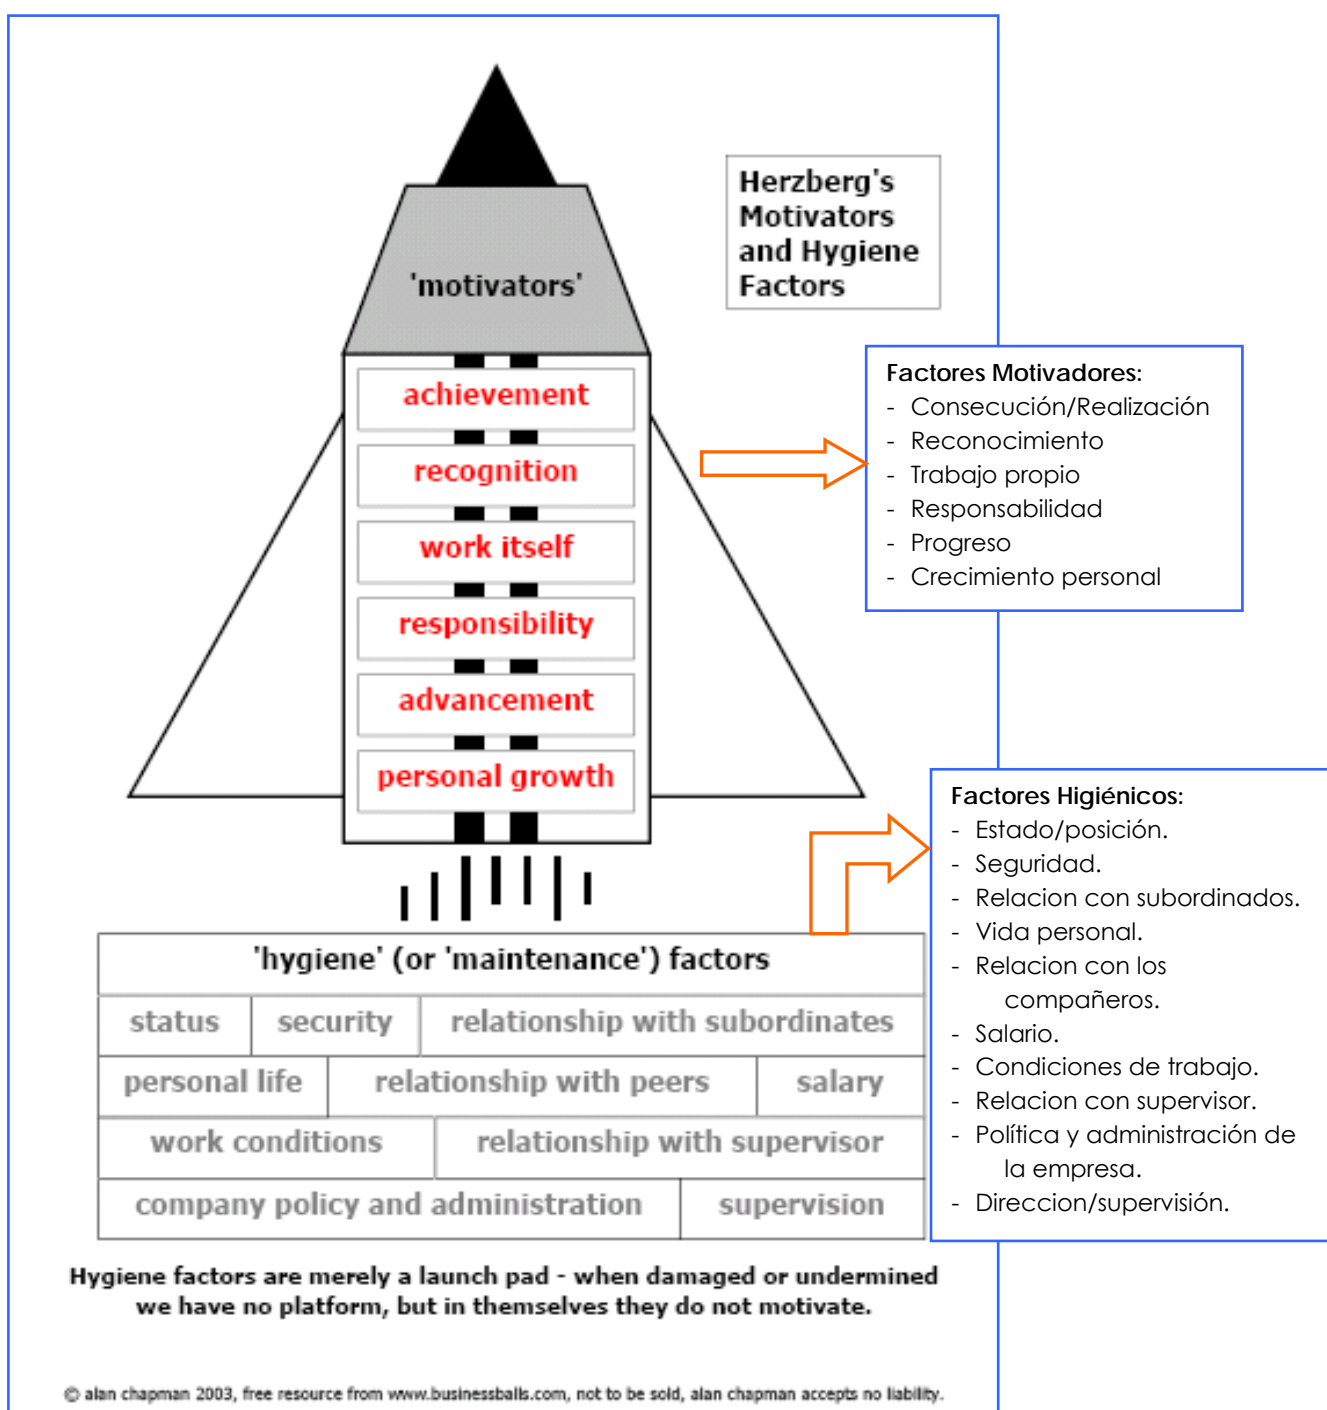 Herzberg's
Motivators
and Hygiene
Factors
'motivators'
achievement
recognition
work itself
responsibility
advancement
personal growth
Factores Motivadores:
- Consecución/Realización
- Reconocimiento
- Trabajo propio
- Responsabilidad
- Progreso
- Crecimiento personal
'hygiene' (or 'maintenance') factors
status security relationship with subordinates
personal life relationship with peers salary
work conditions relationship with supervisor
company policy and administration supervision
Factores Higiénicos:
- Estado/posición.
- Seguridad.
- Relacion con subordinados.
- Vida personal.
- Relacion con los
compañeros.
- Salario.
- Condiciones de trabajo.
- Relacion con supervisor.
- Política y administración de
la empresa.
- Direccion/supervisión.
Hygiene factors are merely a launch pad - when damaged or undermined
we have no platform, but in themselves they do not motivate.
© alan chapman 2003, free resource from www.businessballs.com, not to be sold, alan chapman accepts no liability.